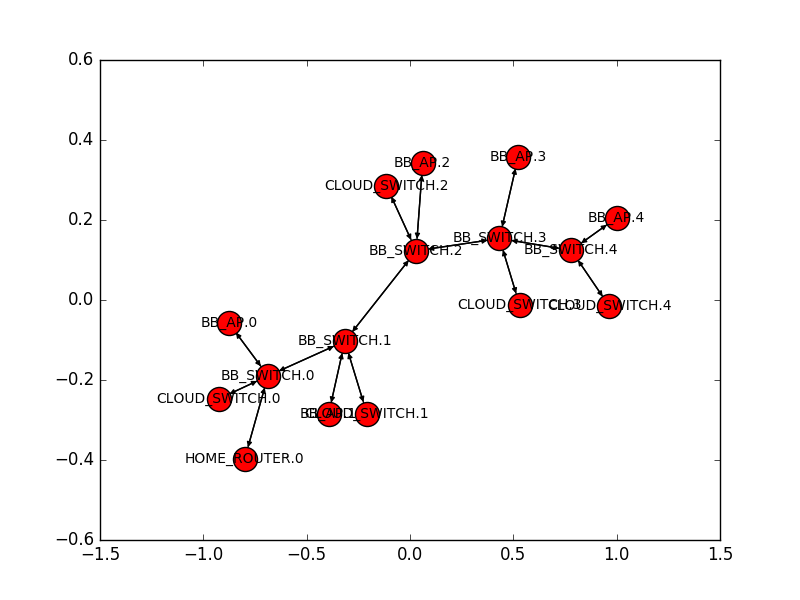 0.6
0.4
0.2
0.0
−0.2
−0.4
−0.6
BB_AP.2
BB_AP.3
CLOUD_SWITCH.2
BB_AP.4
BB_SWITCH.3
BB_SWITCH.2
BB_SWITCH.4
CLOUD_SWITCH.3
CLOUD_SWITCH.4
BB_AP.0
BB_SWITCH.1
BB_SWITCH.0
CLOUD_SWITCH.0
BB_AP.1
CLOUD_SWITCH.1
HOME_ROUTER.0
−1.5
−1.0
−0.5
0.0
0.5
1.0
1.5